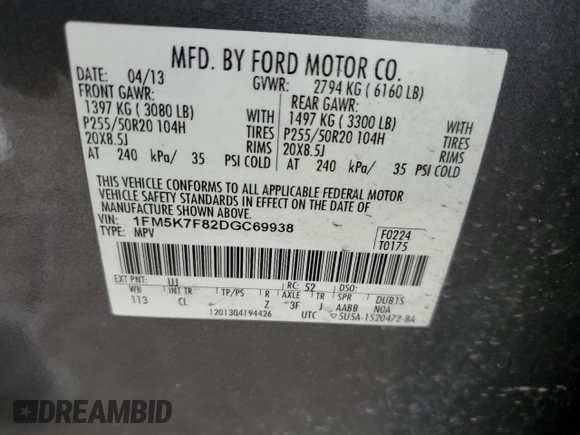 MFD. BY FORD MOTOR CO.
DATE: 04/13 GVWR: 2794 KG ( 6160 LB)
FRONT GAWR: REAR GAWR:
1397 KG ( 3080 LB) 1497 KG ( 3300 LB)
P255/50R20 104H TIRES P255/50R20 104H TIRES
20X8.5J RIMS 20X8.5J RIMS
AT 240 kPa/ 35 PSI COLD AT 240 kPa/ 35 PSI COLD
THIS VEHICLE CONFORMS TO ALL APPLICABLE FEDERAL MOTOR
VEHICLE SAFETY STANDARDS IN EFFECT ON THE DATE OF
MANUFACTURE SHOWN ABOVE.
VIN: 1FM5K7F82DGC69938 F0224
TYPE: MPV T0175
EXT PNT: UJ RC: 52 DSO:
WB INT TR TP/PS R AXLE TR SPR DUB1S
113 CL Z 3F J AABB NOA
1201304194426 UTC ▽5U5A-1520472-BA
DREAMBID